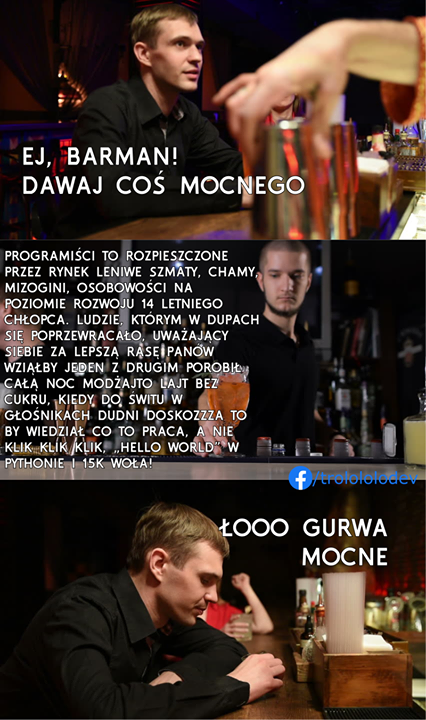 EJ, BARMAN!
DAWAJ COŚ MOCNEGO
PROGRAMIŚCI TO ROZPIESZCZONE
PRZEZ RYNEK LENIWE SZMATY, CHAMY,
MIZOGINI, OSOBOWOŚCI NA
POZIOMIE ROZWOJU 14 LETNIEGO
CHŁOPCA. LUDZIE, KTÓRYM W DUPACH
SIĘ POPRZEWRACAŁO, UWAŻAJĄCY
SIEBIE ZA LEPSZĄ RASĘ PANÓW
WZIĄŁBY JEDEN Z DRUGIM POROBIŁ
CAŁĄ NOC MODŻAJTO LAJT BEZ
CUKRU, KIEDY DO ŚWITU W
GŁOŚNIKACH DUDNI DOSKOZZZA TO
BY WIEDZIAŁ CO TO PRACA, A NIE
KLIK KLIK KLIK, „HELLO WORLD” W
PYTHONIE I 15K WOŁA!
/trolololodev
ŁOOO GURWA
MOCNE